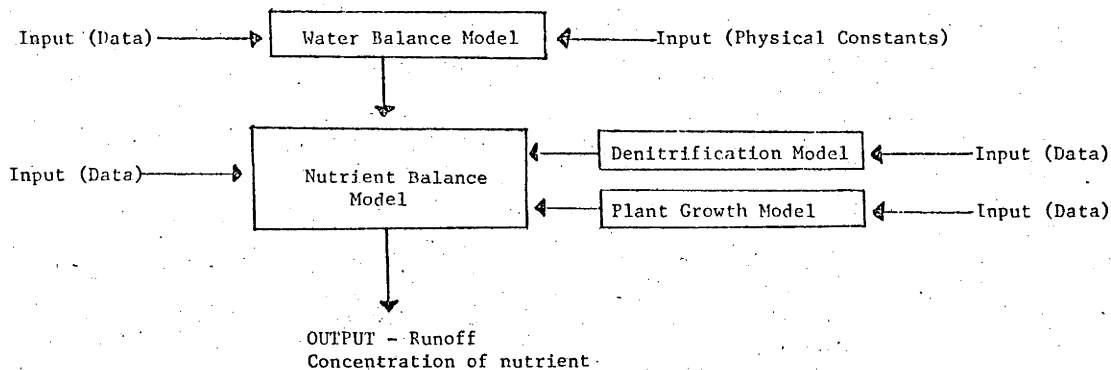 Input (Data)
Water Balance Model
Input (Physical Constants)
Denitrification Model
Input (Data)
Input (Data)
Nutrient Balance
Model
Plant Growth Model
Input (Data)
OUTPUT - Runoff
Concentration of nutrient